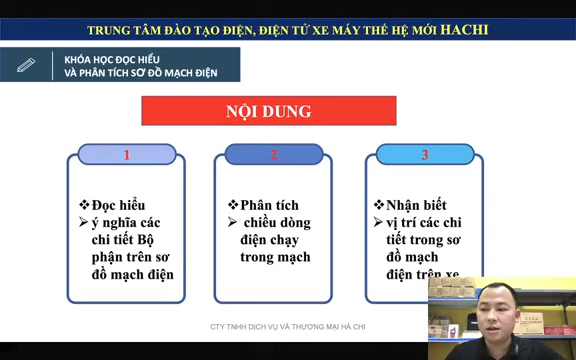 TRUNG TÂM ĐÀO TẠO ĐIỆN, ĐIỆN TỬ XE MÁY THẾ HỆ MỚI HACHI
KHÓA HỌC ĐỌC HIỂU
VÀ PHÂN TÍCH SƠ ĐỒ MẠCH ĐIỆN
NỘI DUNG
1
❖Đọc hiểu
➢ ý nghĩa các
chi tiết Bộ
phận trên sơ
đồ mạch điện
2
❖Phân tích
➢ chiều dòng
điện chạy
trong mạch
3
❖Nhận biết
➢ vị trí các chi
tiết trong sơ
đồ mạch
điện trên xe
CTY TNHH DỊCH VỤ VÀ THƯƠNG MẠI HÀ CHI